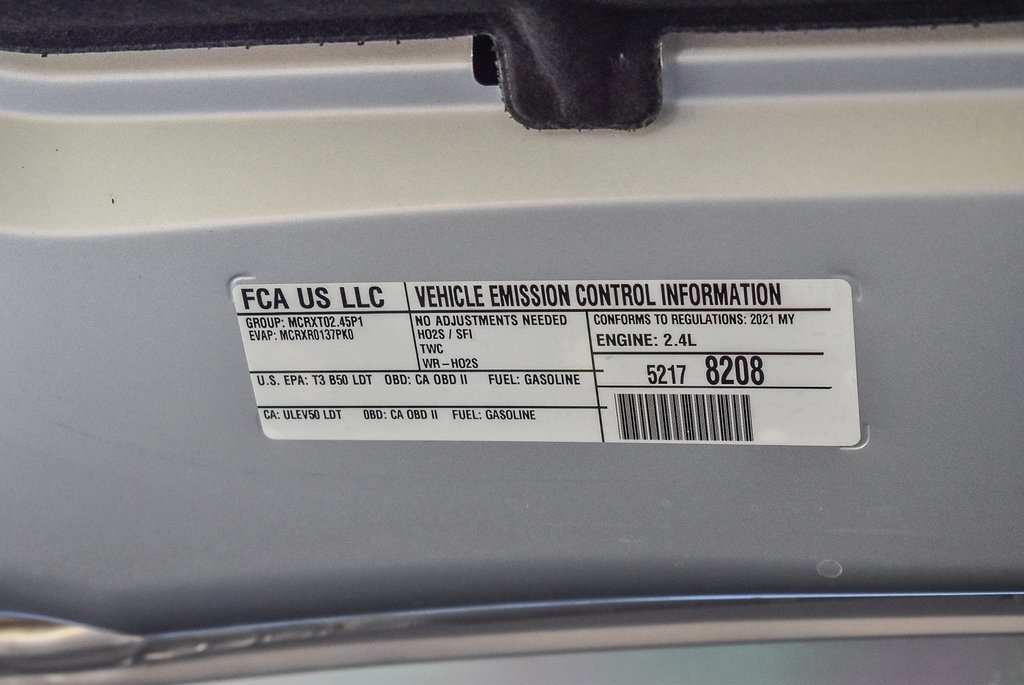 FCA US LLC
VEHICLE EMISSION CONTROL INFORMATION
GROUP: MCRXT02.45P1
EVAP: MCRXR0137PK0
NO ADJUSTMENTS NEEDED
HO2S / SFI
TWC
WR-HO2S
CONFORMS TO REGULATIONS: 2021 MY
ENGINE: 2.4L
5217 8208
U.S. EPA: T3 B50 LDT OBD: CA OBD II FUEL: GASOLINE
CA: ULEV50 LDT OBD: CA OBD II FUEL: GASOLINE